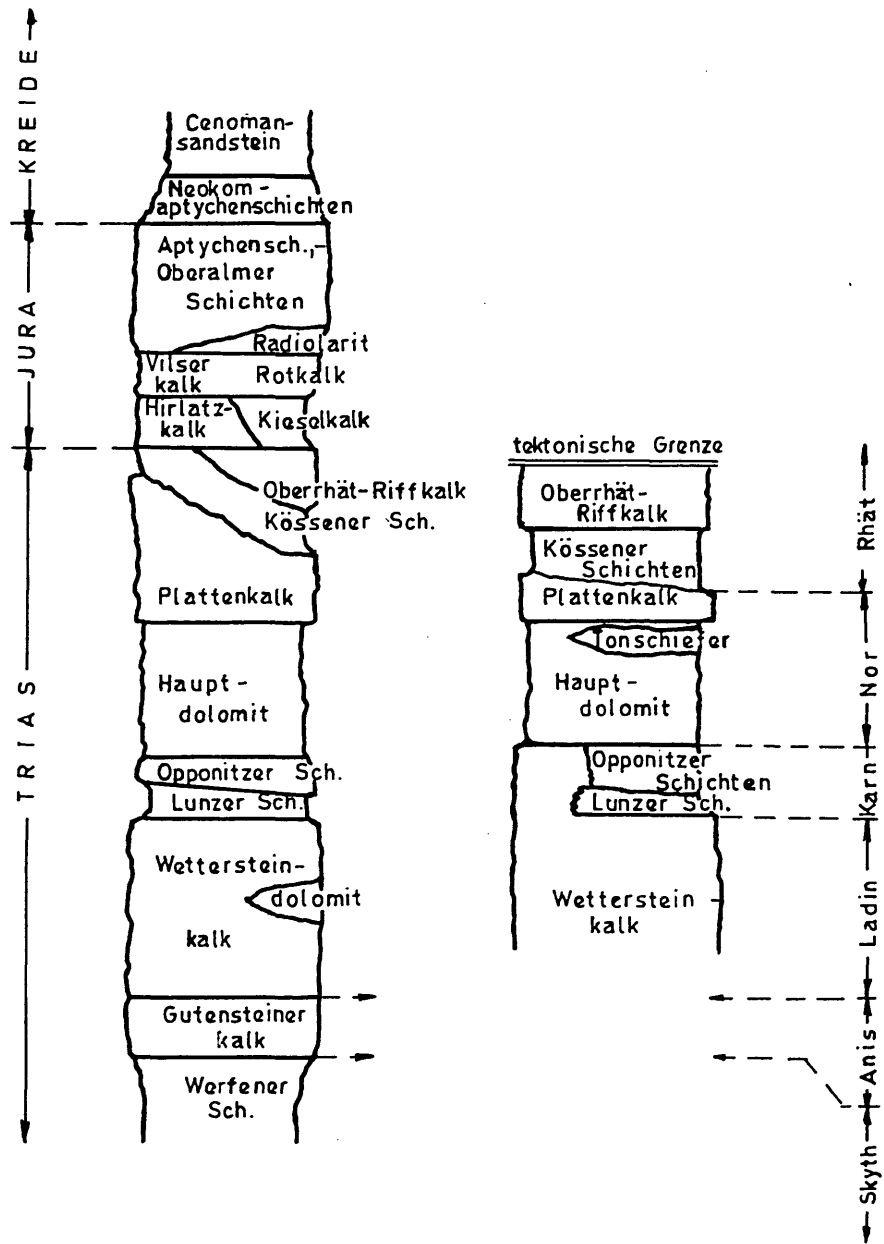 KREIDE
JURA
TRIAS
Cenoman-
sandstein
Neokom-
aptychenschichten
Aptychensch.,-
Oberalmer
Schichten
Radiolarit
Vilser
kalk
Rotkalk
Hirlatz-
kalk
Kieselkalk
Oberrhät-Riffkalk
Kössener Sch.
Plattenkalk
Haupt-
dolomit
Opponitzer Sch.
Lunzer Sch.
Wetterstein-
dolomit
kalk
Gutensteiner
kalk
Werfener
Sch.
tektonische Grenze
Oberrhät-
Riffkalk
Kössener
Schichten
Plattenkalk
Tonschiefer
Haupt-
dolomit
Opponitzer
Schichten
Lunzer Sch.
Wetterstein-
kalk
Rhät
Nor
Karn
Ladin
Anis
Skyth